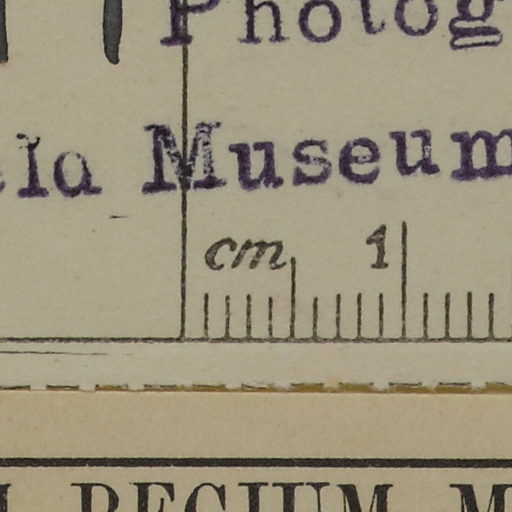 Photog
la Museum
cm 1
REGIUM M